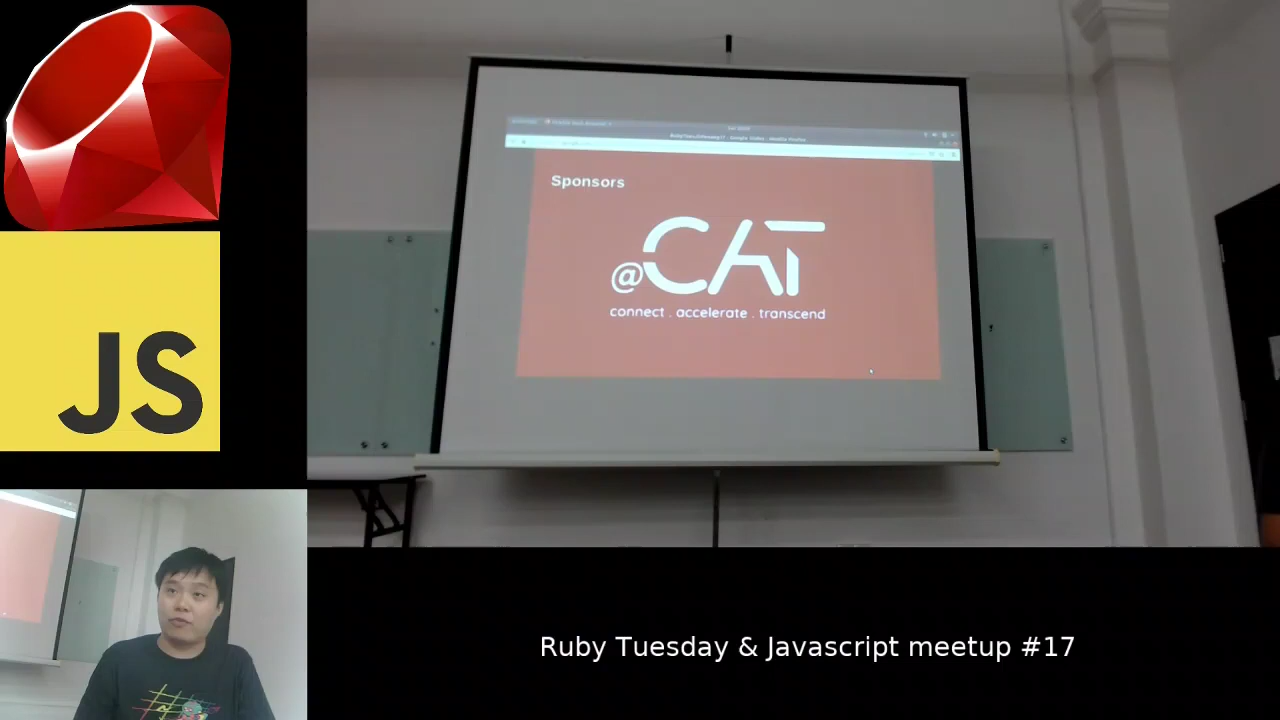 JS
Sponsors
@CAT
connect . accelerate . transcend
Ruby Tuesday & Javascript meetup #17